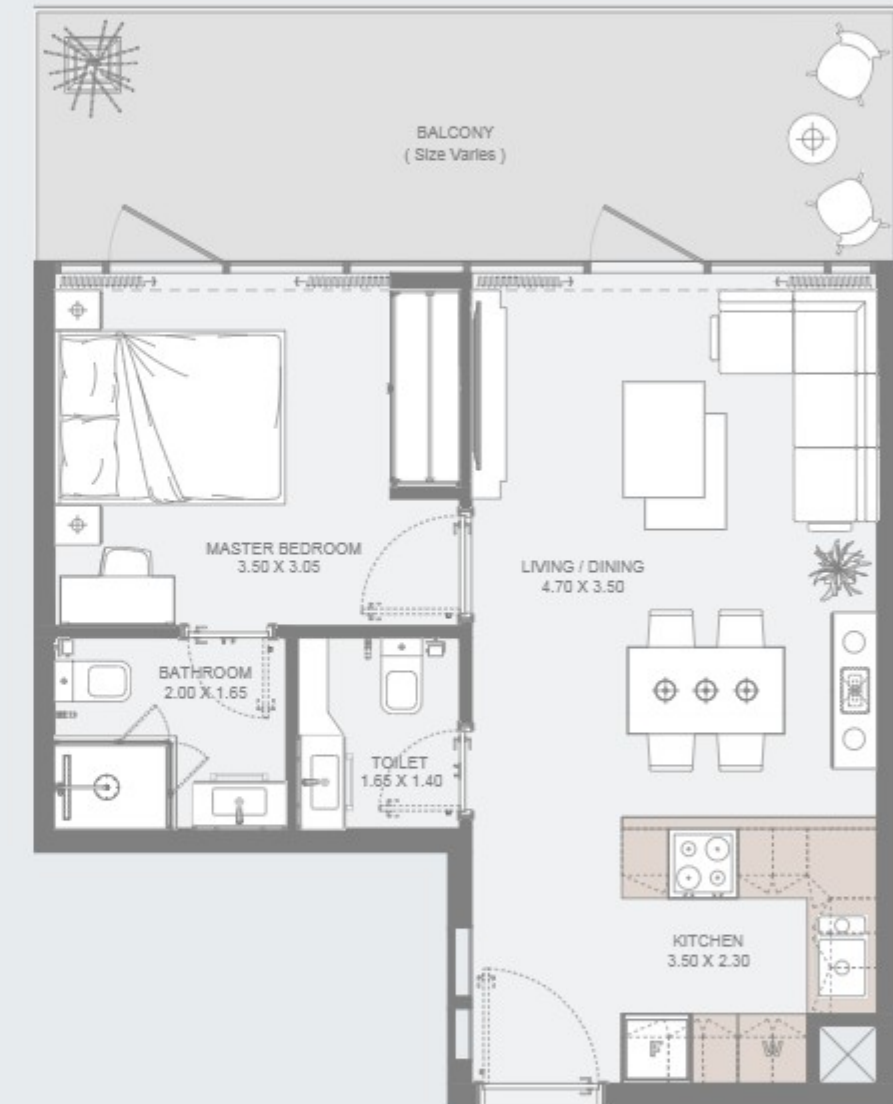 BALCONY
( Size Varies )
MASTER BEDROOM
3.50 X 3.05
LIVING / DINING
4.70 X 3.50
BATHROOM
2.00 X 1.65
TOILET
1.65 X 1.40
KITCHEN
3.50 X 2.30
F
W